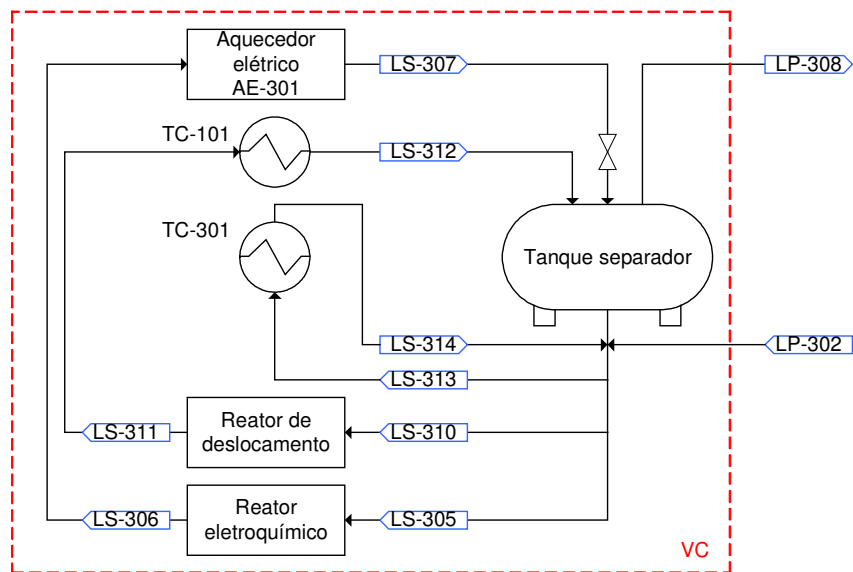 Aquecedor
elétrico
AE-301
LS-307
LP-308
TC-101
LS-312
TC-301
Tanque separador
LS-314
LP-302
LS-313
Reator de
deslocamento
LS-311
LS-310
Reator
eletroquímico
LS-306
LS-305
VC